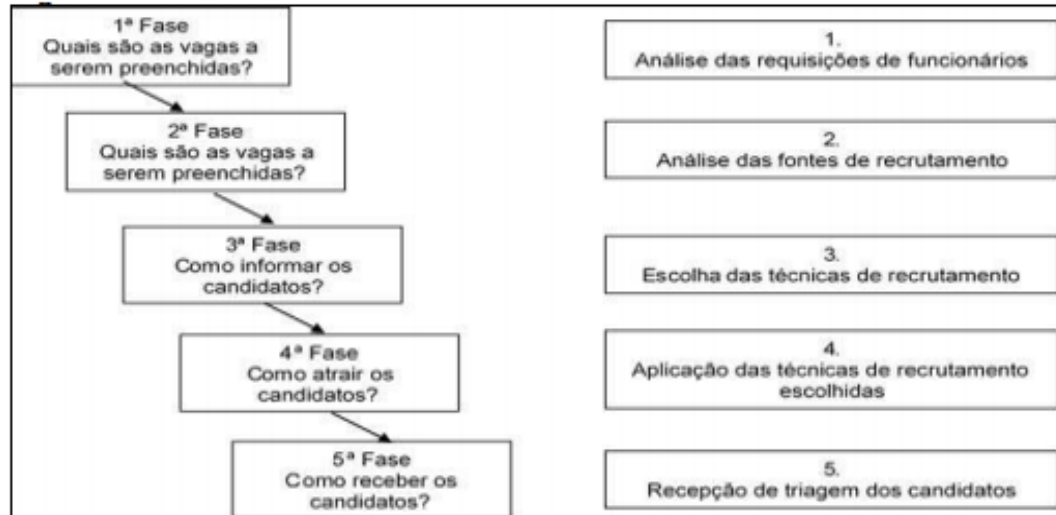 1ª Fase
Quais são as vagas a
serem preenchidas?
1.
Análise das requisições de funcionários
2ª Fase
Quais são as vagas a
serem preenchidas?
2.
Análise das fontes de recrutamento
3ª Fase
Como informar os
candidatos?
3.
Escolha das técnicas de recrutamento
4ª Fase
Como atrair os
candidatos?
4.
Aplicação das técnicas de recrutamento
escolhidas
5ª Fase
Como receber os
candidatos?
5.
Recepção de triagem dos candidatos